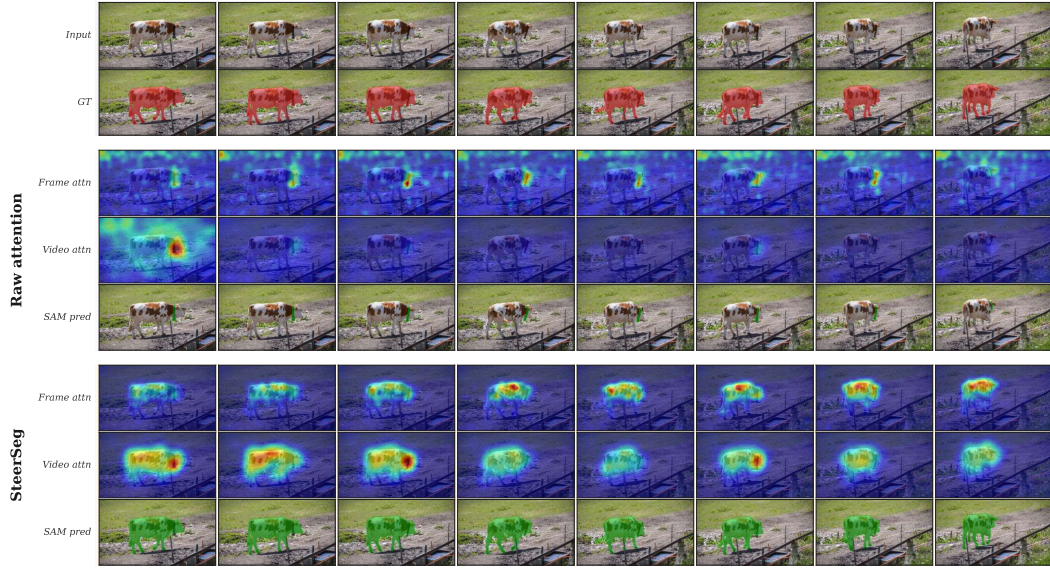 Input
GT
Raw attention
Frame attn
Video attn
SAM pred
SteerSeg
Frame attn
Video attn
SAM pred